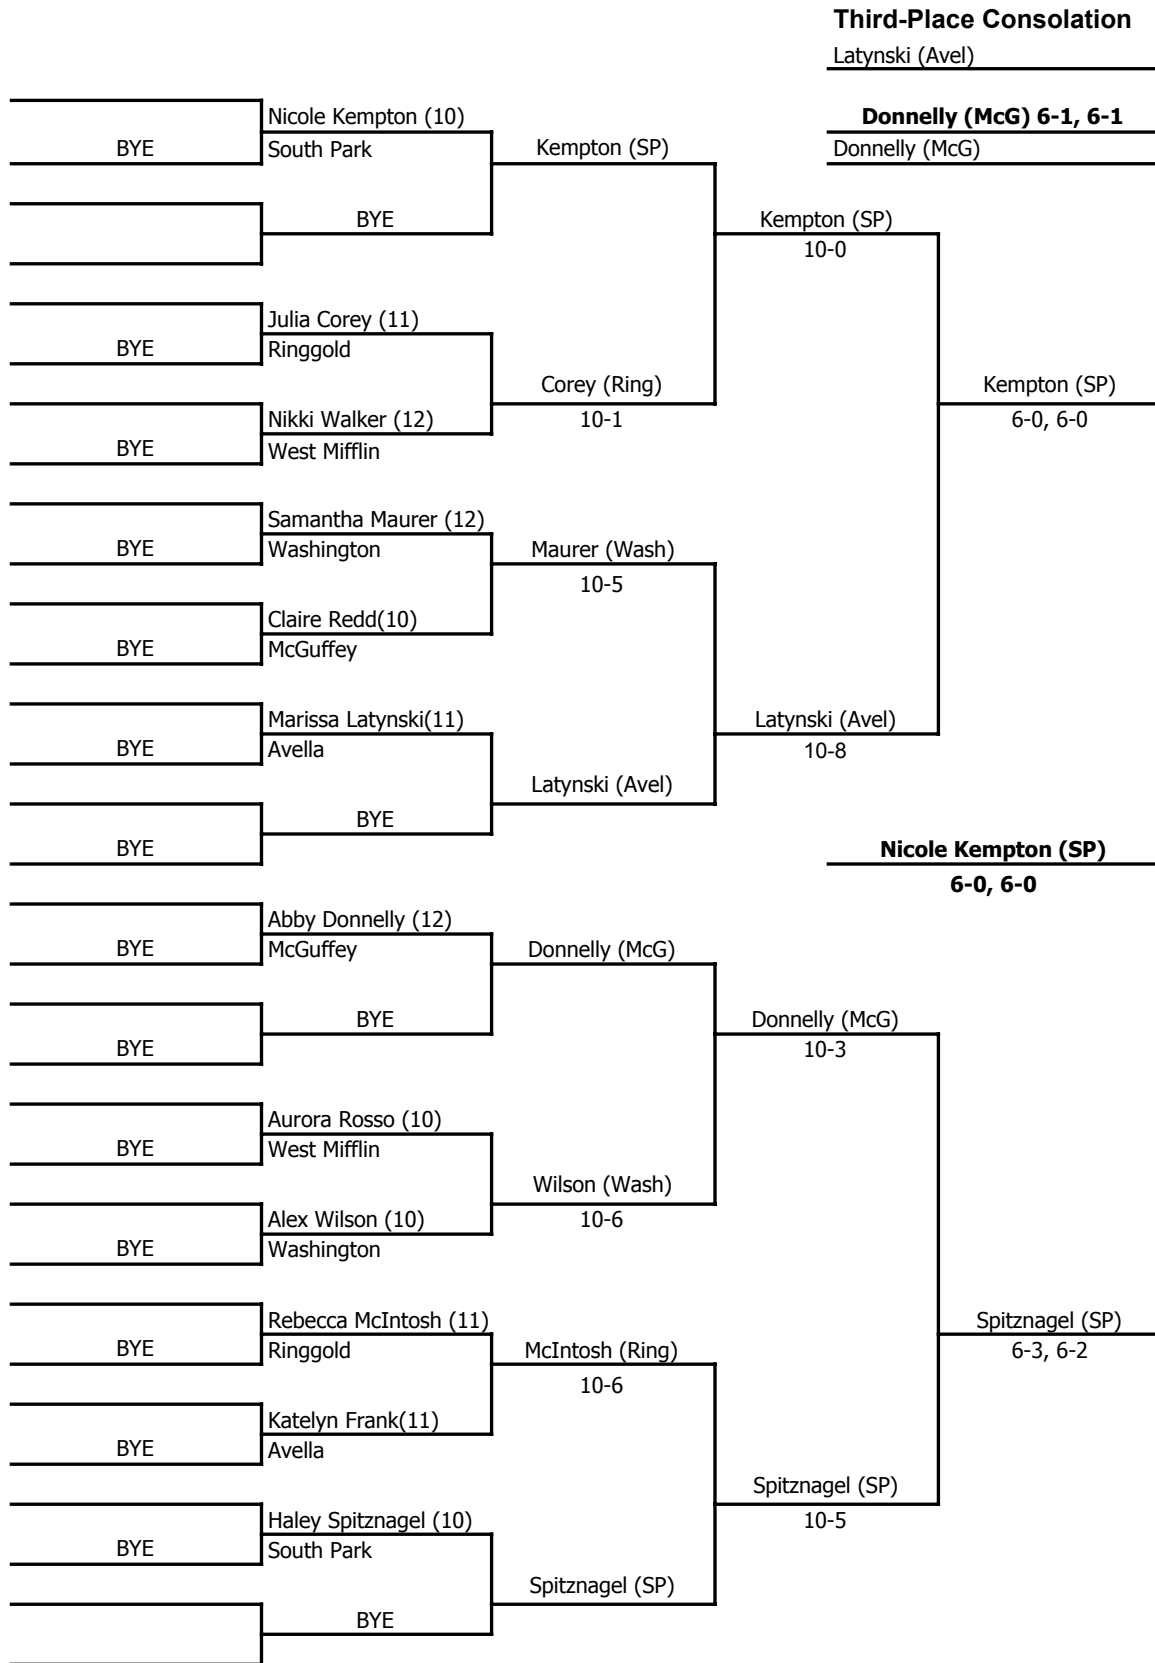 Third-Place Consolation
Latynski (Avel)
Donnelly (McG) 6-1, 6-1
Donnelly (McG)
Nicole Kempton (10)
BYE
South Park
Kempton (SP)
BYE
Kempton (SP)
10-0
Julia Corey (11)
BYE
Ringgold
Corey (Ring)
10-1
Kempton (SP)
6-0, 6-0
Nikki Walker (12)
BYE
West Mifflin
Samantha Maurer (12)
BYE
Washington
Maurer (Wash)
10-5
Claire Redd(10)
BYE
McGuffey
Marissa Latynski(11)
BYE
Avella
Latynski (Avel)
10-8
Latynski (Avel)
BYE
BYE
Nicole Kempton (SP)
6-0, 6-0
Abby Donnelly (12)
BYE
McGuffey
Donnelly (McG)
BYE
BYE
Donnelly (McG)
10-3
Aurora Rosso (10)
BYE
West Mifflin
Wilson (Wash)
10-6
Alex Wilson (10)
BYE
Washington
Rebecca McIntosh (11)
BYE
Ringgold
McIntosh (Ring)
10-6
Spitznagel (SP)
6-3, 6-2
Katelyn Frank(11)
BYE
Avella
Spitznagel (SP)
10-5
Haley Spitznagel (10)
BYE
South Park
Spitznagel (SP)
BYE